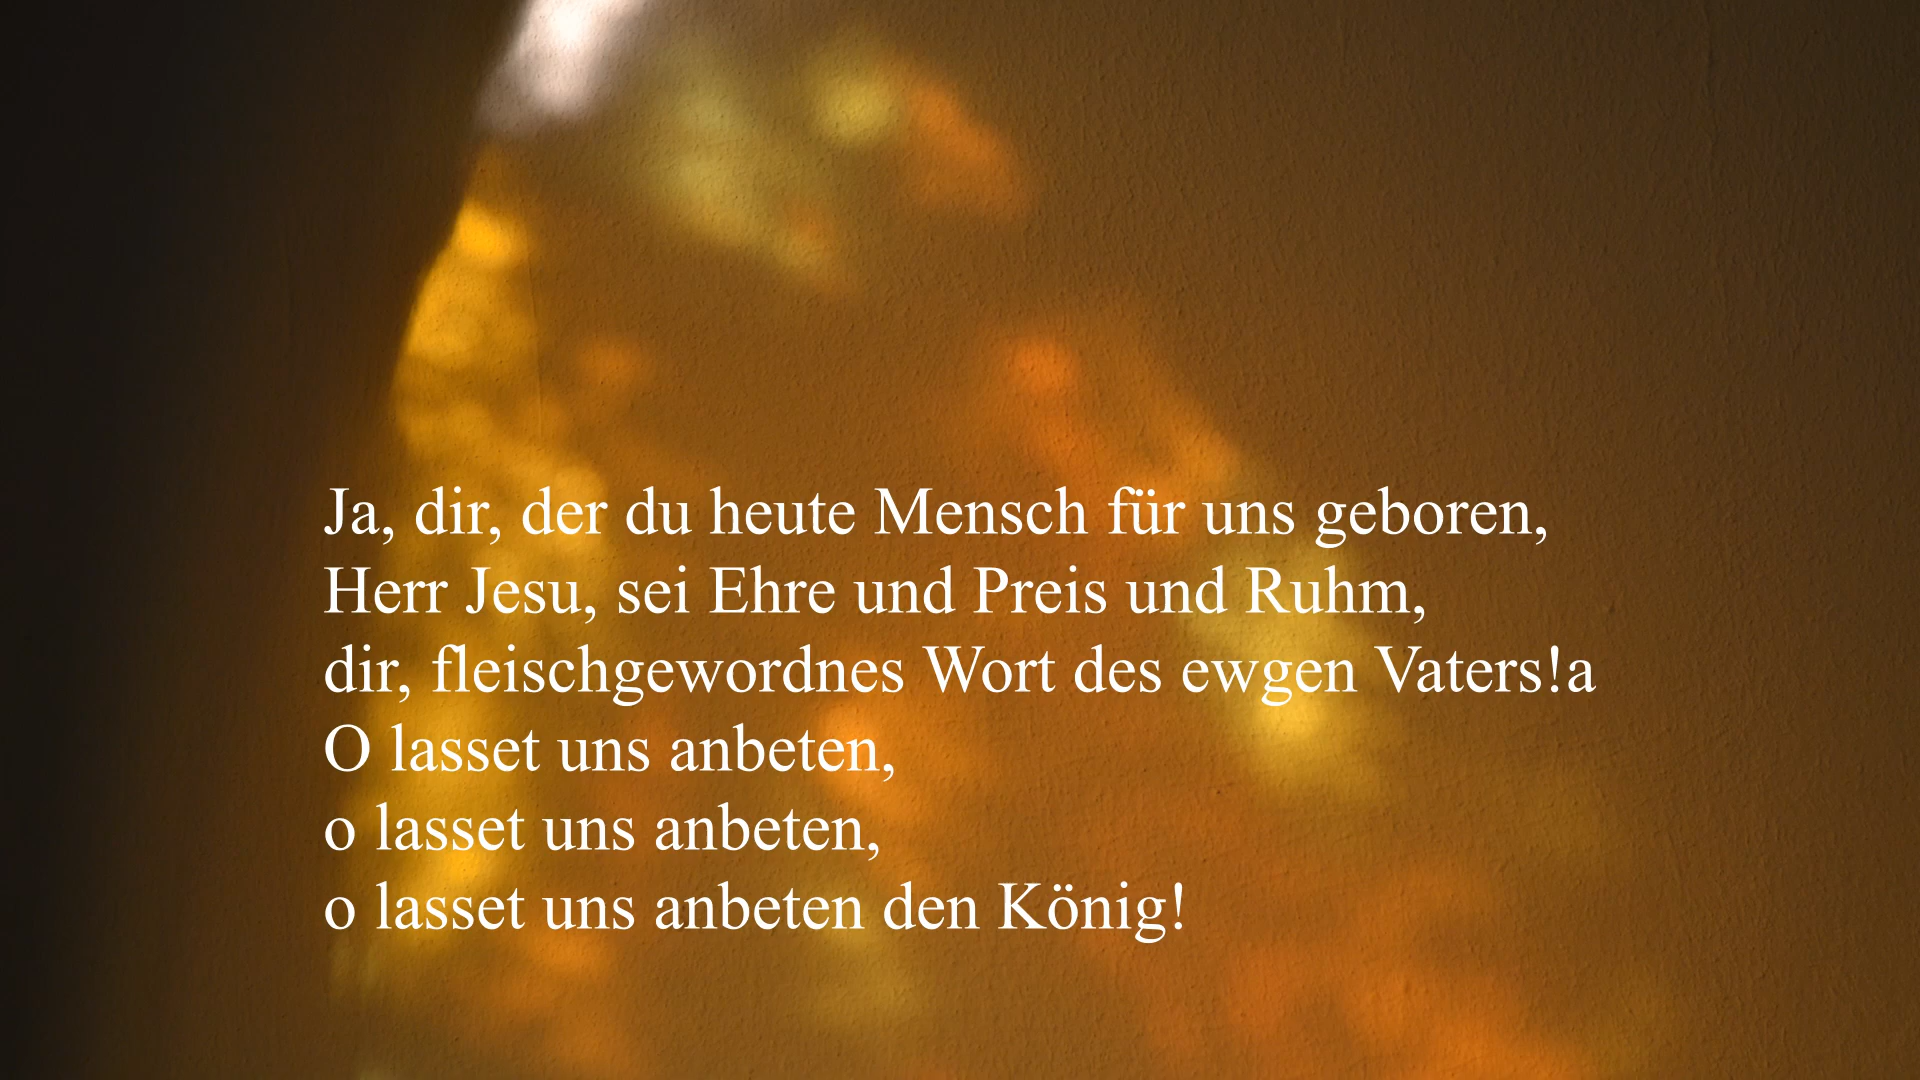 Ja, dir, der du heute Mensch für uns geboren,
Herr Jesu, sei Ehre und Preis und Ruhm,
dir, fleischgewordnes Wort des ewgen Vaters!a
O lasset uns anbeten,
o lasset uns anbeten,
o lasset uns anbeten den König!